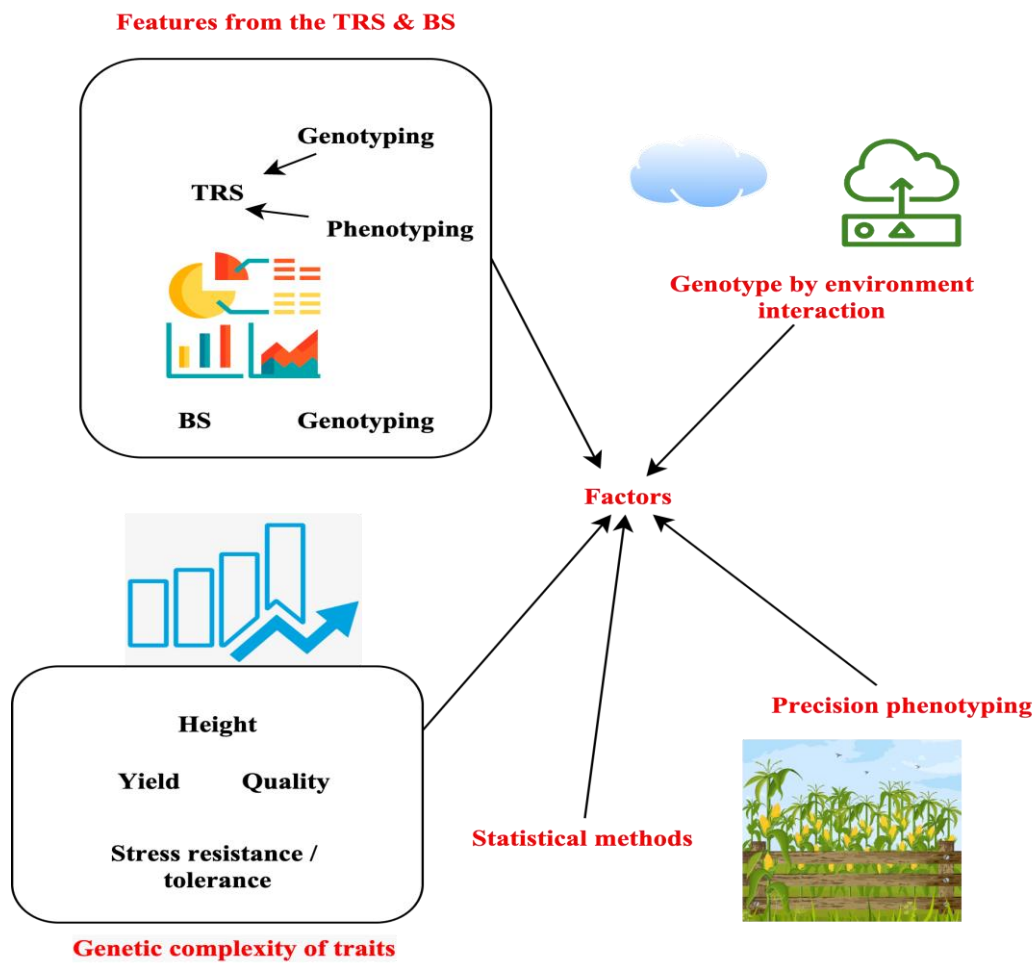 Features from the TRS & BS
Genotyping
TRS
Phenotyping
BS Genotyping
Genotype by environment
interaction
Factors
Height
Yield Quality
Stress resistance /
tolerance
Genetic complexity of traits
Statistical methods
Precision phenotyping